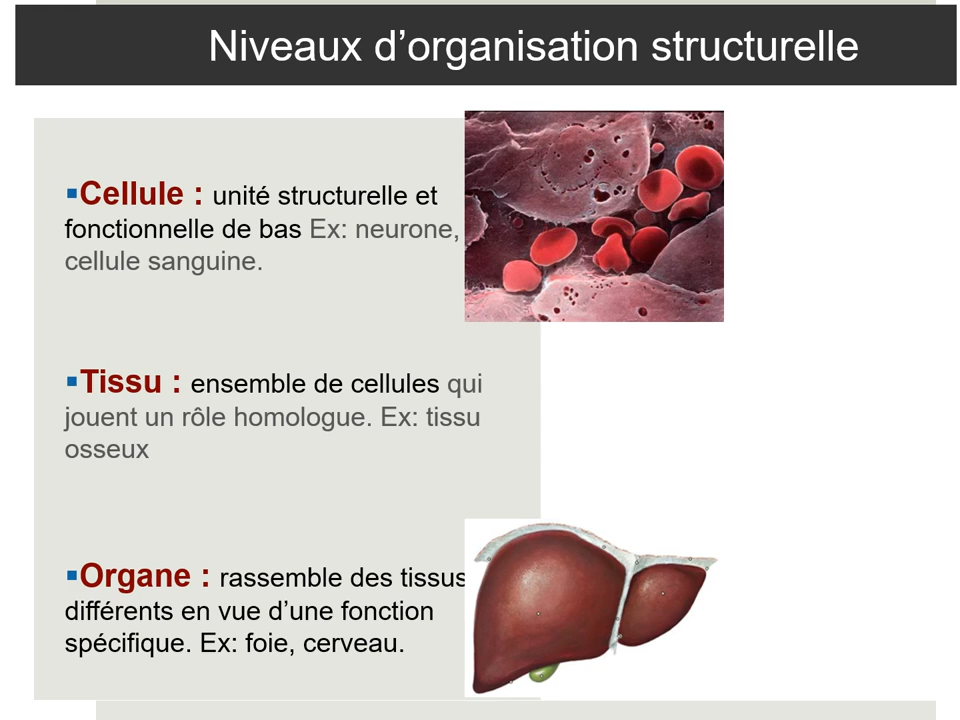 Niveaux d’organisation structurelle
▪Cellule : unité structurelle et
fonctionnelle de bas Ex: neurone,
cellule sanguine.
▪Tissu : ensemble de cellules qui
jouent un rôle homologue. Ex: tissu
osseux
▪Organe : rassemble des tissus
différents en vue d’une fonction
spécifique. Ex: foie, cerveau.